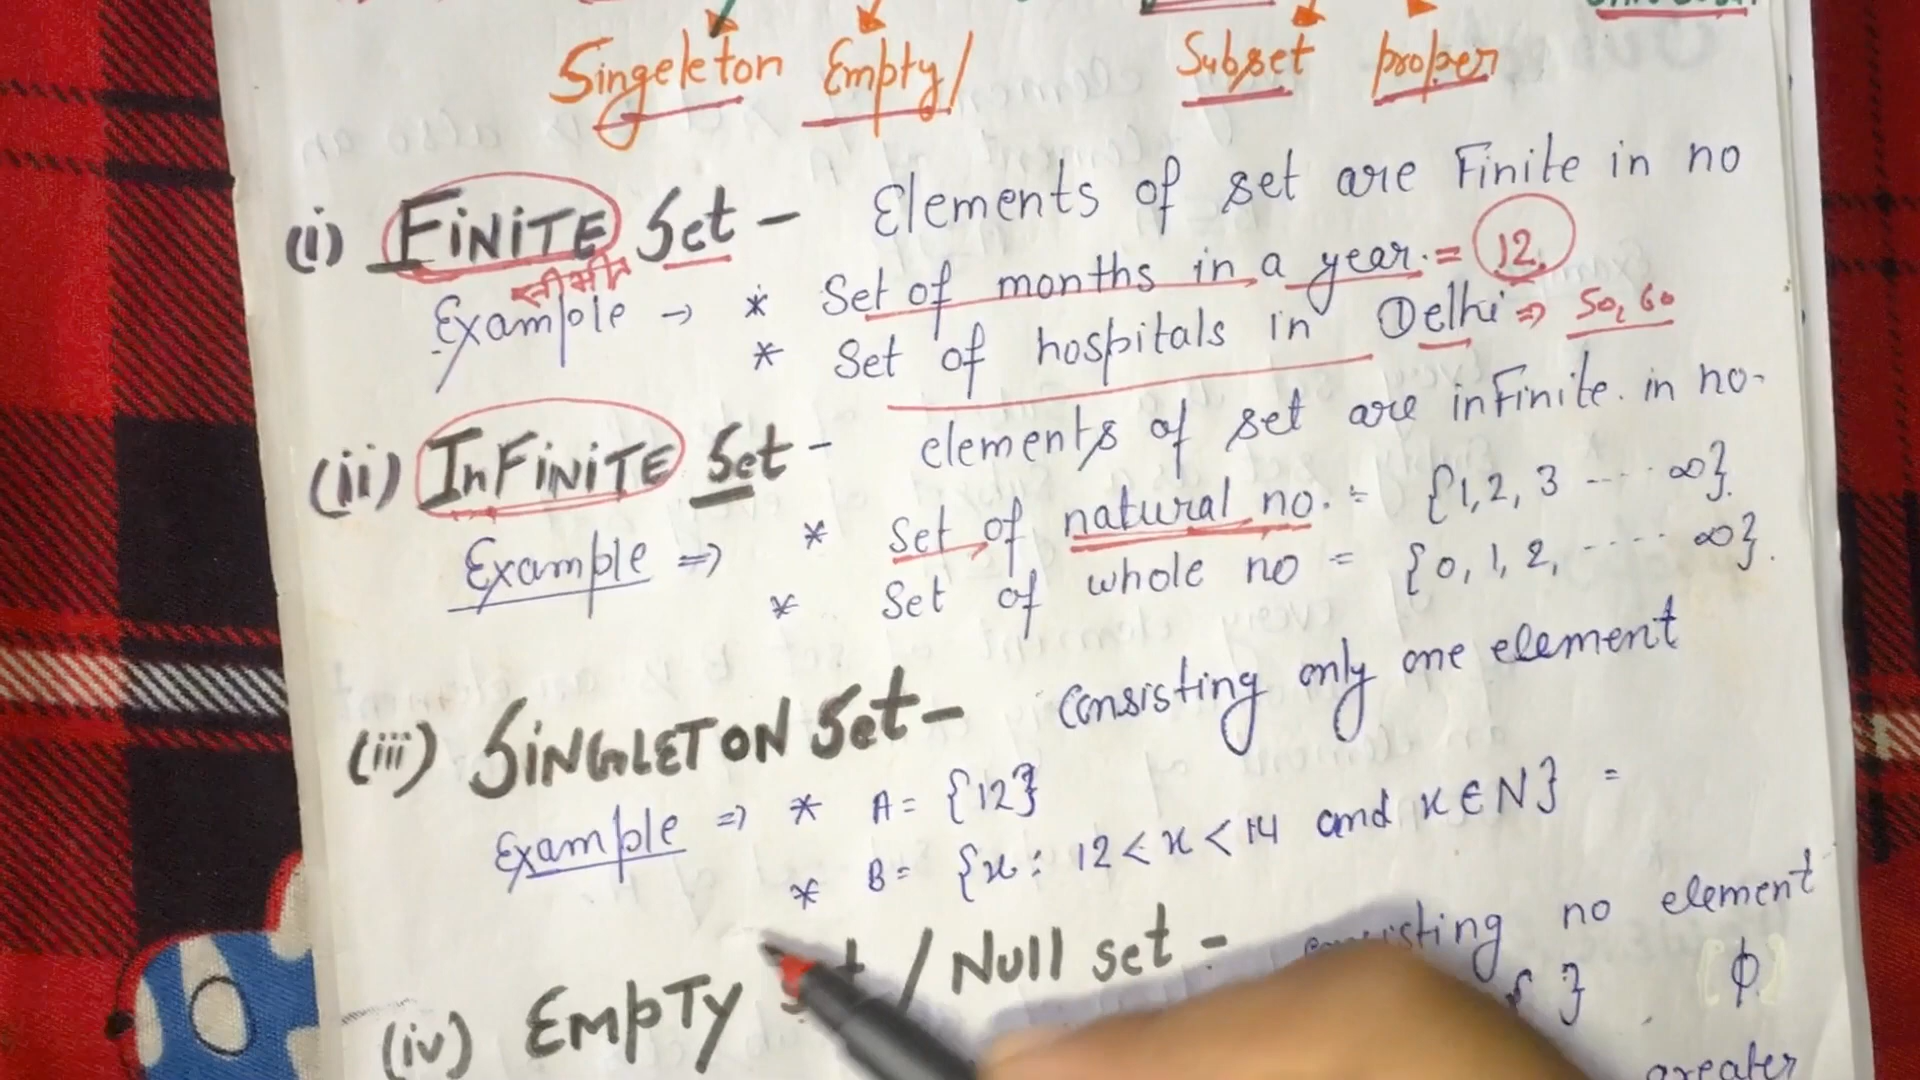 Singeleton Empty/ Subset proper
(i) FiNiTE Set - Elements of set are Finite in no
Example → * Set of months in a year. = 12.
* Set of hospitals in Delhi ⇒ 50, 60
(ii) InFiNiTE Set - elements of set are inFinite. in no.
Example ⇒ * Set of natural no. = {1, 2, 3 ---- ∞}.
* Set of whole no = {0, 1, 2, ----- ∞}.
(iii) SiNGLETON Set - Consisting only one element
Example ⇒ * A = {12}
* B = {x : 12 < x < 14 and x ∈ N} =
(iv) EmpTy / Null set - no element
} (φ)
greater